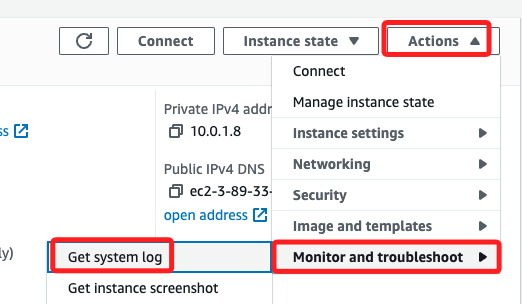 Connect
Instance state
Actions
Connect
Manage instance state
Private IPv4 addr
10.0.1.8
Instance settings
Networking
Public IPv4 DNS
ec2-3-89-33-
open address
Security
Image and templates
Get system log
Monitor and troubleshoot
Get instance screenshot